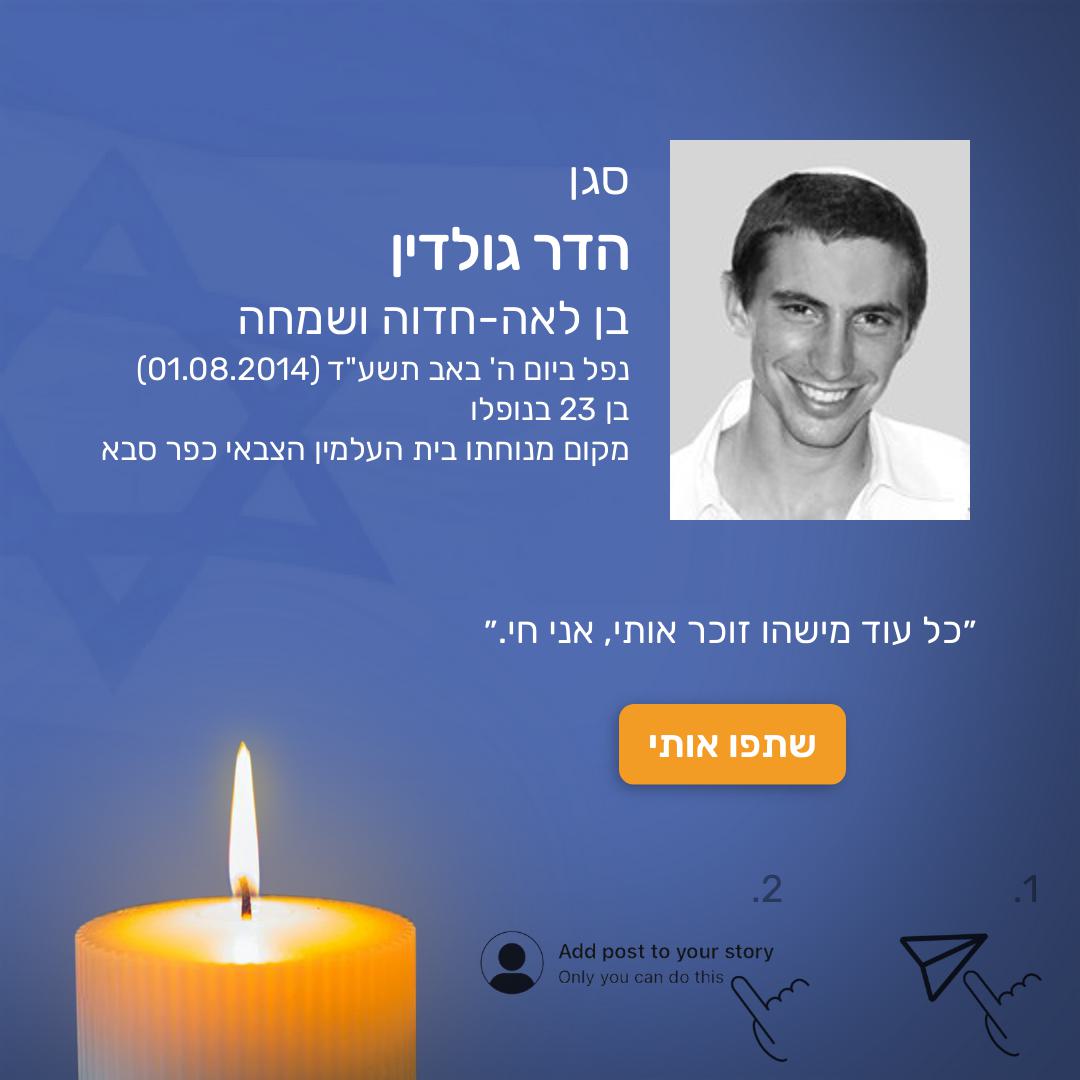 סגן
הדר גולדין
בן לאה-חדוה ושמחה
נפל ביום ה' באב תשע"ד (01.08.2014)
בן 23 בנופלו
מקום מנוחתו בית העלמין הצבאי כפר סבא
״כל עוד מישהו זוכר אותי, אני חי.״
שתפו אותי
1.
2.
Add post to your story
Only you can do this